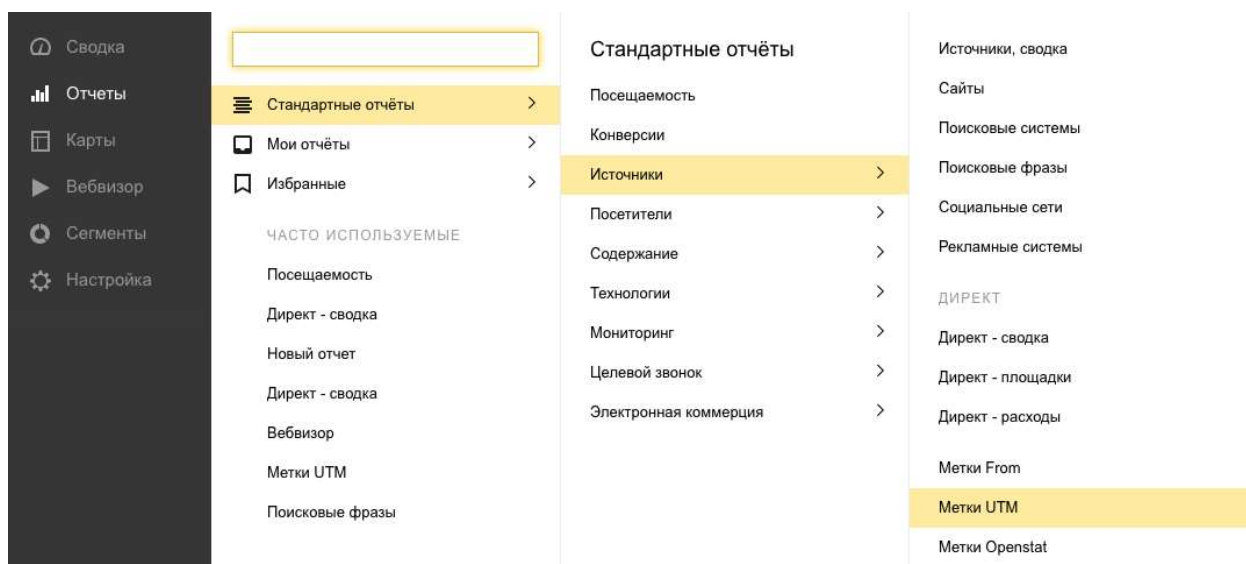 Сводка
Отчеты
Карты
Вебвизор
Сегменты
Настройка
Стандартные отчёты
Мои отчёты
Избранные
ЧАСТО ИСПОЛЬЗУЕМЫЕ
Посещаемость
Директ - сводка
Новый отчет
Директ - сводка
Вебвизор
Метки UTM
Поисковые фразы
Стандартные отчёты
Посещаемость
Конверсии
Источники
Посетители
Содержание
Технологии
Мониторинг
Целевой звонок
Электронная коммерция
Источники, сводка
Сайты
Поисковые системы
Поисковые фразы
Социальные сети
Рекламные системы
ДИРЕКТ
Директ - сводка
Директ - площадки
Директ - расходы
Метки From
Метки UTM
Метки Openstat